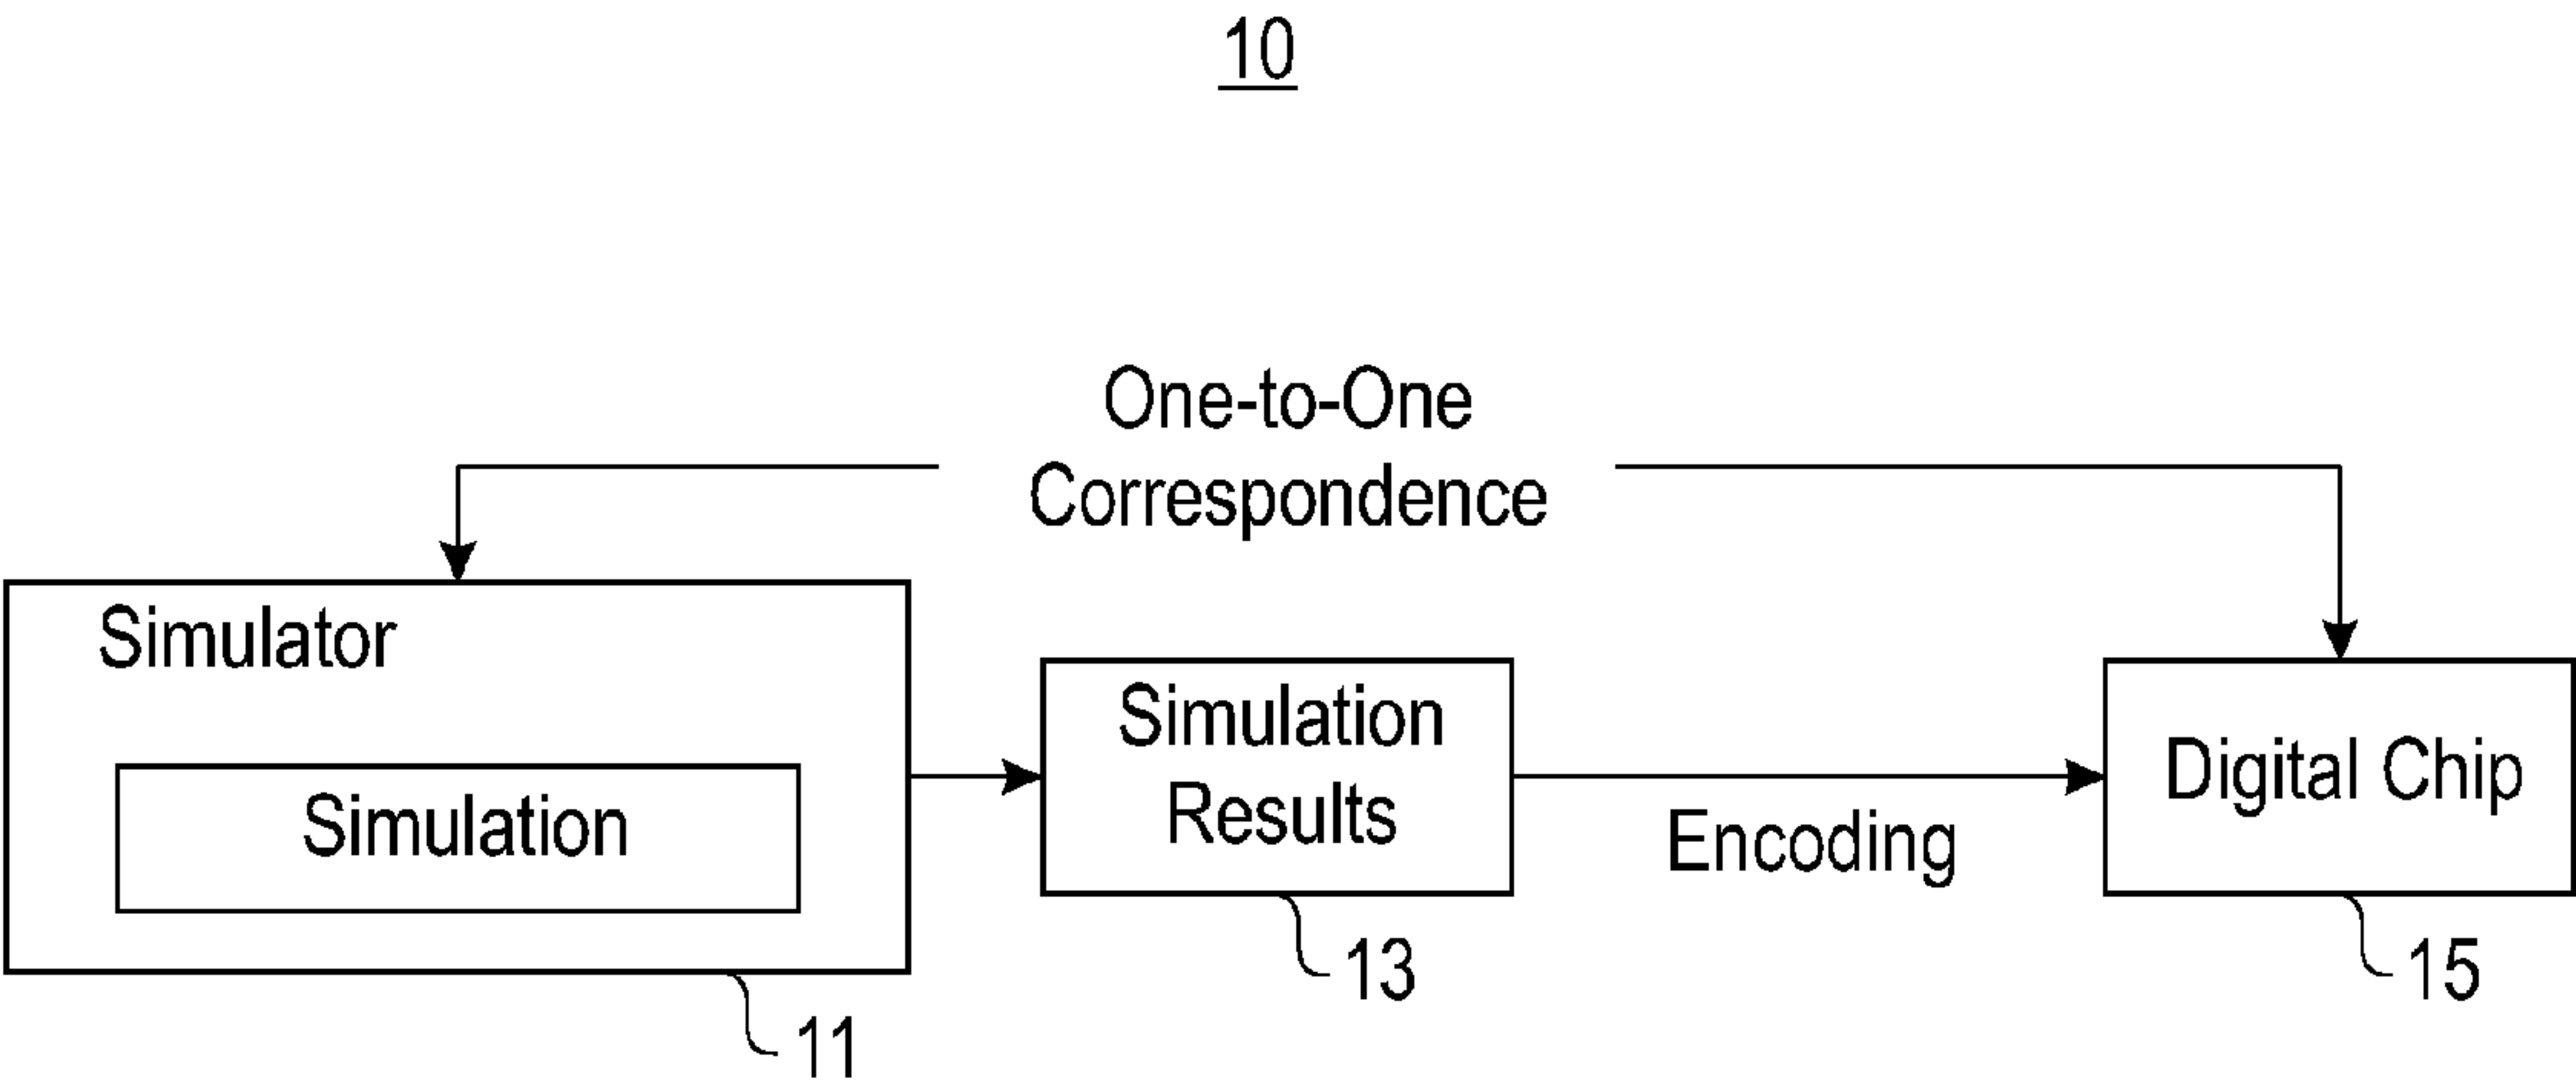 10
One-to-One
Correspondence
Simulator
Simulation
Simulation
Results
Encoding
Digital Chip
11
13
15